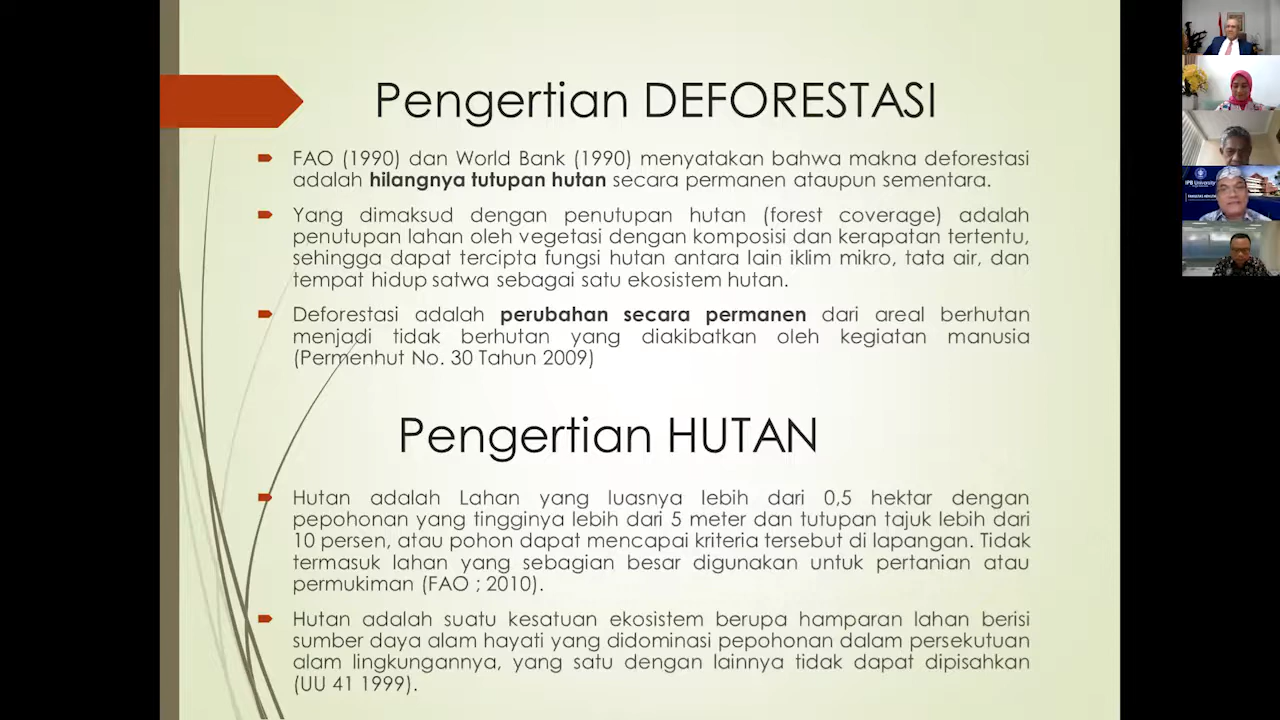 Pengertian DEFORESTASI
FAO (1990) dan World Bank (1990) menyatakan bahwa makna deforestasi
adalah hilangnya tutupan hutan secara permanen ataupun sementara.
Yang dimaksud dengan penutupan hutan (forest coverage) adalah
penutupan lahan oleh vegetasi dengan komposisi dan kerapatan tertentu,
sehingga dapat tercipta fungsi hutan antara lain iklim mikro, tata air, dan
tempat hidup satwa sebagai satu ekosistem hutan.
Deforestasi adalah perubahan secara permanen dari areal berhutan
menjadi tidak berhutan yang diakibatkan oleh kegiatan manusia
(Permenhut No. 30 Tahun 2009)
Pengertian HUTAN
Hutan adalah Lahan yang luasnya lebih dari 0,5 hektar dengan
pepohonan yang tingginya lebih dari 5 meter dan tutupan tajuk lebih dari
10 persen, atau pohon dapat mencapai kriteria tersebut di lapangan. Tidak
termasuk lahan yang sebagian besar digunakan untuk pertanian atau
permukiman (FAO ; 2010).
Hutan adalah suatu kesatuan ekosistem berupa hamparan lahan berisi
sumber daya alam hayati yang didominasi pepohonan dalam persekutuan
alam lingkungannya, yang satu dengan lainnya tidak dapat dipisahkan
(UU 41 1999).
IPB University